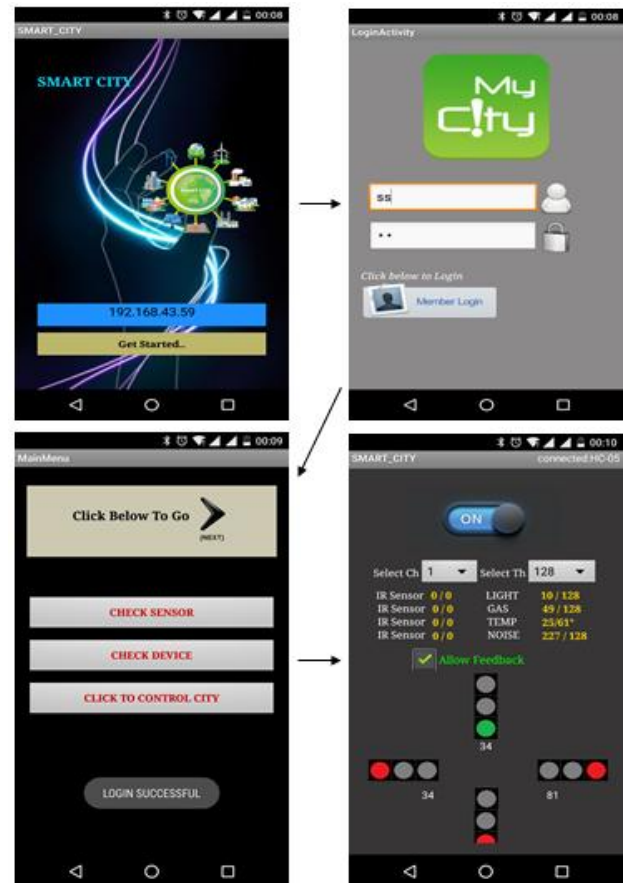 00:08
SMART_CITY
SMART CITY
SMART CITY
192.168.43.59
Get Started..
00:08
LoginActivity
My
C!ty
ss
Click below to Login
Member Login
00:09
MainMenu
Click Below To Go
(NEXT)
CHECK SENSOR
CHECK DEVICE
CLICK TO CONTROL CITY
LOGIN SUCCESSFUL
00:10
SMART_CITY connected:HC-05
ON
Select Ch 1 Select Th 128
IR Sensor 0 / 0 LIGHT 10 / 128
IR Sensor 0 / 0 GAS 49 / 128
IR Sensor 0 / 0 TEMP 25/61°
IR Sensor 0 / 0 NOISE 227 / 128
Allow Feedback
34
34 81